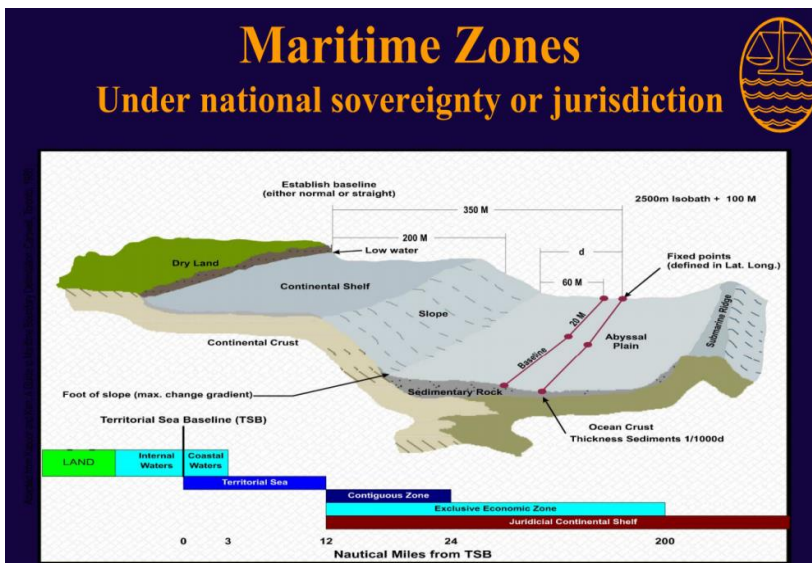 Maritime Zones
Under national sovereignty or jurisdiction
Establish baseline
(either normal or straight)
2500m Isobath + 100 M
350 M
200 M
Low water
d
Fixed points
(defined in Lat. Long.)
60 M
Dry Land
Continental Shelf
Slope
20 M
Baseline
Abyssal
Plain
Submarine Ridge
Continental Crust
Foot of slope (max. change gradient)
Sedimentary Rock
Ocean Crust
Thickness Sediments 1/1000d
Territorial Sea Baseline (TSB)
LAND
Internal
Waters
Coastal
Waters
Territorial Sea
Contiguous Zone
Exclusive Economic Zone
Juridicial Continental Shelf
0 3 12 24 200
Nautical Miles from TSB